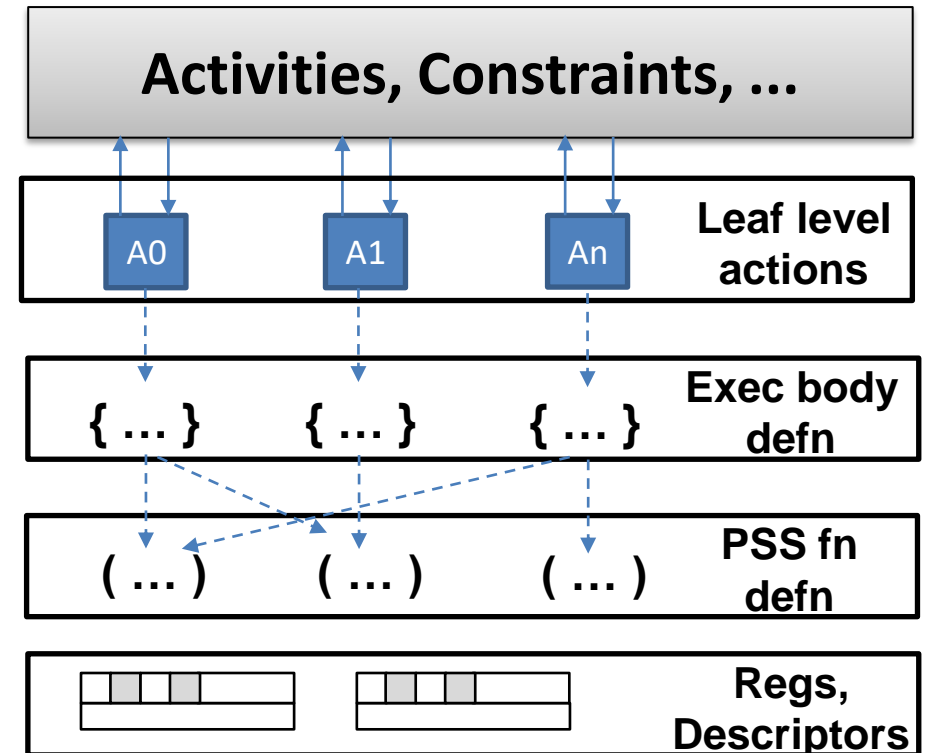 Activities, Constraints, ...
Leaf level
actions
A0 A1 An
Exec body
defn
{ ... } { ... } { ... }
PSS fn
defn
( ... ) ( ... ) ( ... )
Regs,
Descriptors